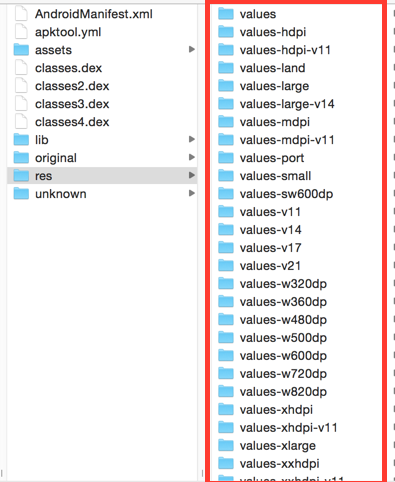 AndroidManifest.xml
apktool.yml
assets
classes.dex
classes2.dex
classes3.dex
classes4.dex
lib
original
res
unknown
values
values-hdpi
values-hdpi-v11
values-land
values-large
values-large-v14
values-mdpi
values-mdpi-v11
values-port
values-small
values-sw600dp
values-v11
values-v14
values-v17
values-v21
values-w320dp
values-w360dp
values-w480dp
values-w500dp
values-w600dp
values-w720dp
values-w820dp
values-xhdpi
values-xhdpi-v11
values-xlarge
values-xxhdpi
values-xxhdpi-v11